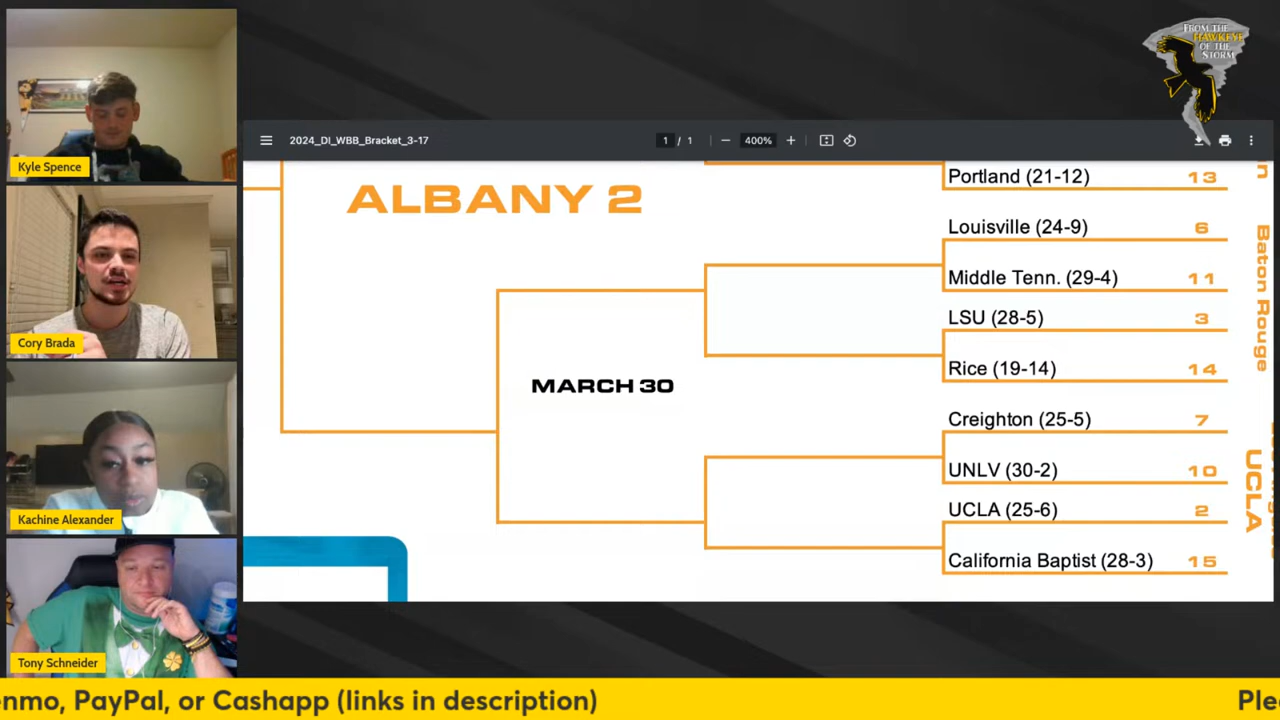 FROM THE
HAWKEYE
OF THE
STORM
Kyle Spence
Cory Brada
Kachine Alexander
Tony Schneider
2024_DI_WBB_Bracket_3-17
1 / 1
400%
ALBANY 2
Portland (21-12) 13
Louisville (24-9) 6
Middle Tenn. (29-4) 11
LSU (28-5) 3
Rice (19-14) 14
MARCH 30
Creighton (25-5) 7
UNLV (30-2) 10
UCLA (25-6) 2
California Baptist (28-3) 15
n
Baton Rouge
UCLA
enmo, PayPal, or Cashapp (links in description)
Ple